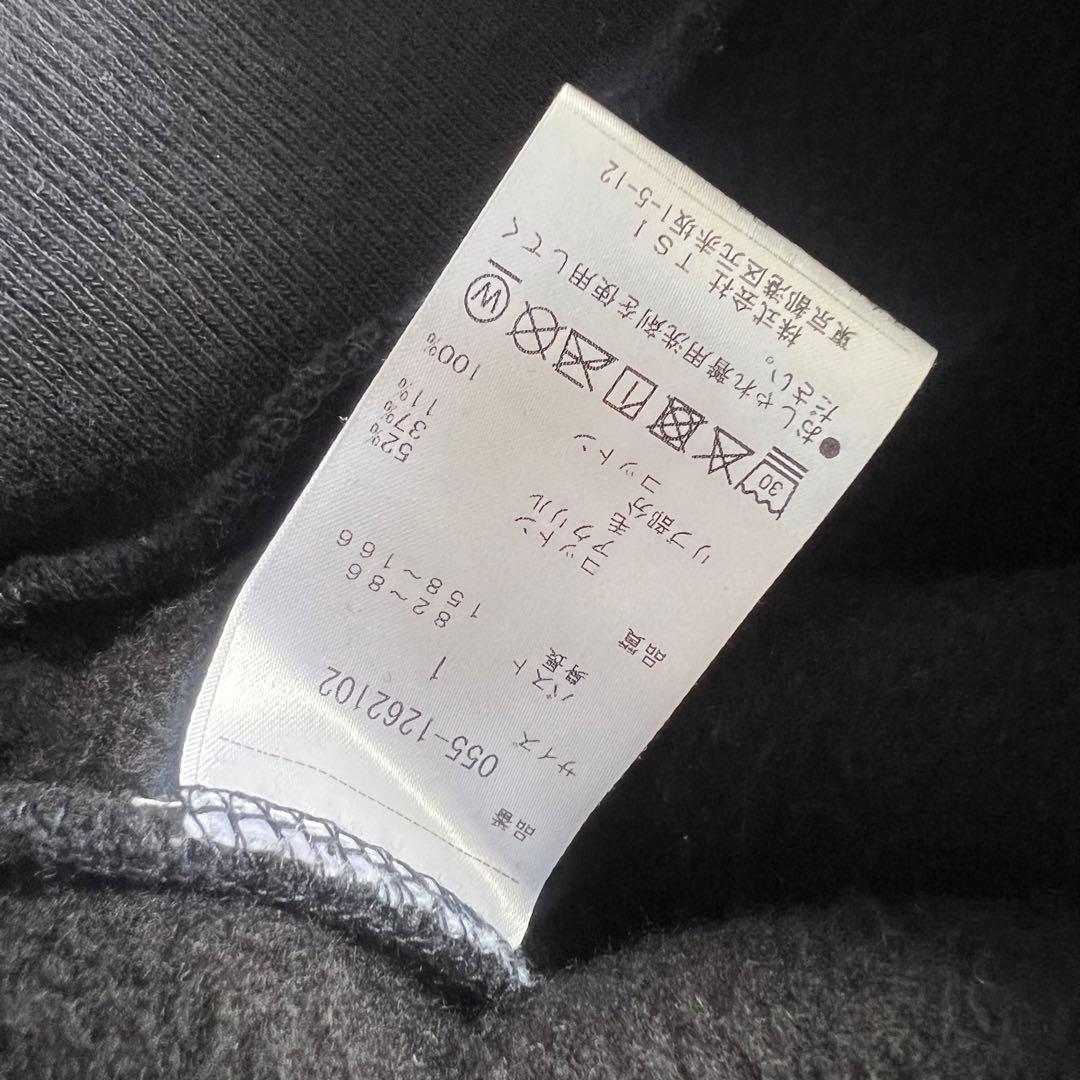 品番 055-1262102
サイズ 1
バスト 82~86
身長 158~166
品質
コットン 52%
アクリル 37%
毛 11%
リブ部分 コットン 100%
30
W
●おしゃれ着用洗剤を使用してく
ださい。
株式会社 TSI
東京都港区元赤坂1-5-12